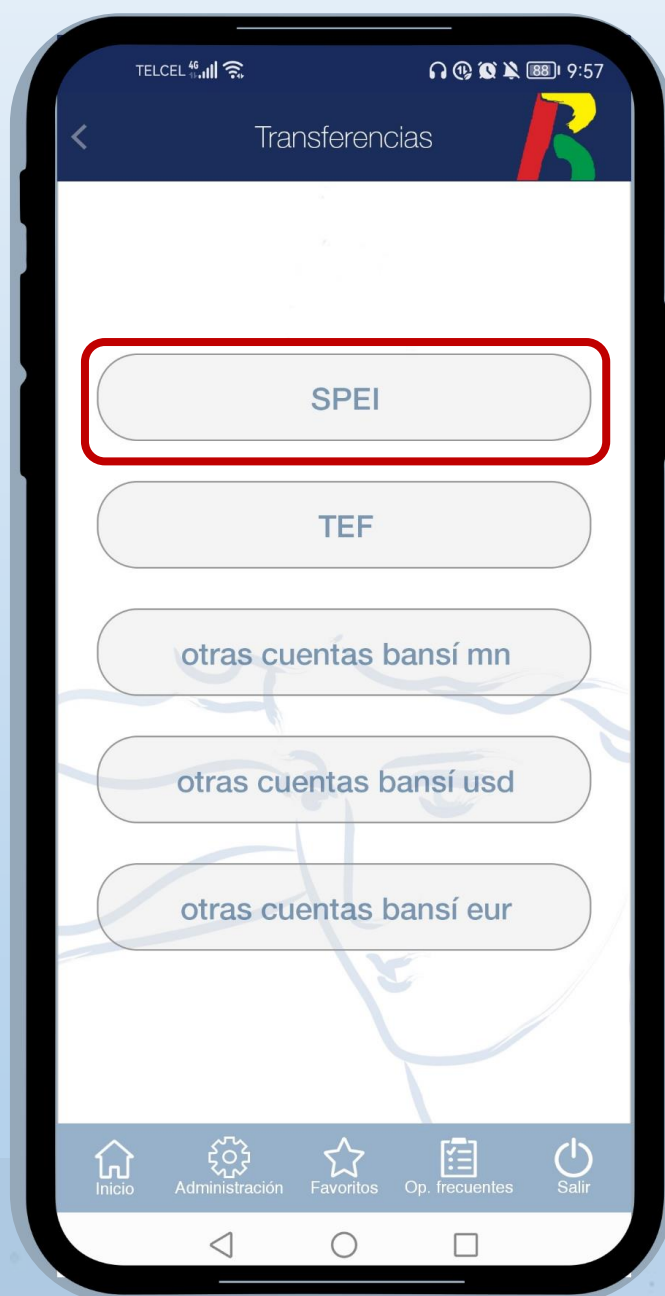 TELCEL 4G 88 9:57
Transferencias
SPEI
TEF
otras cuentas bansí mn
otras cuentas bansí usd
otras cuentas bansí eur
Inicio Administración Favoritos Op. frecuentes Salir